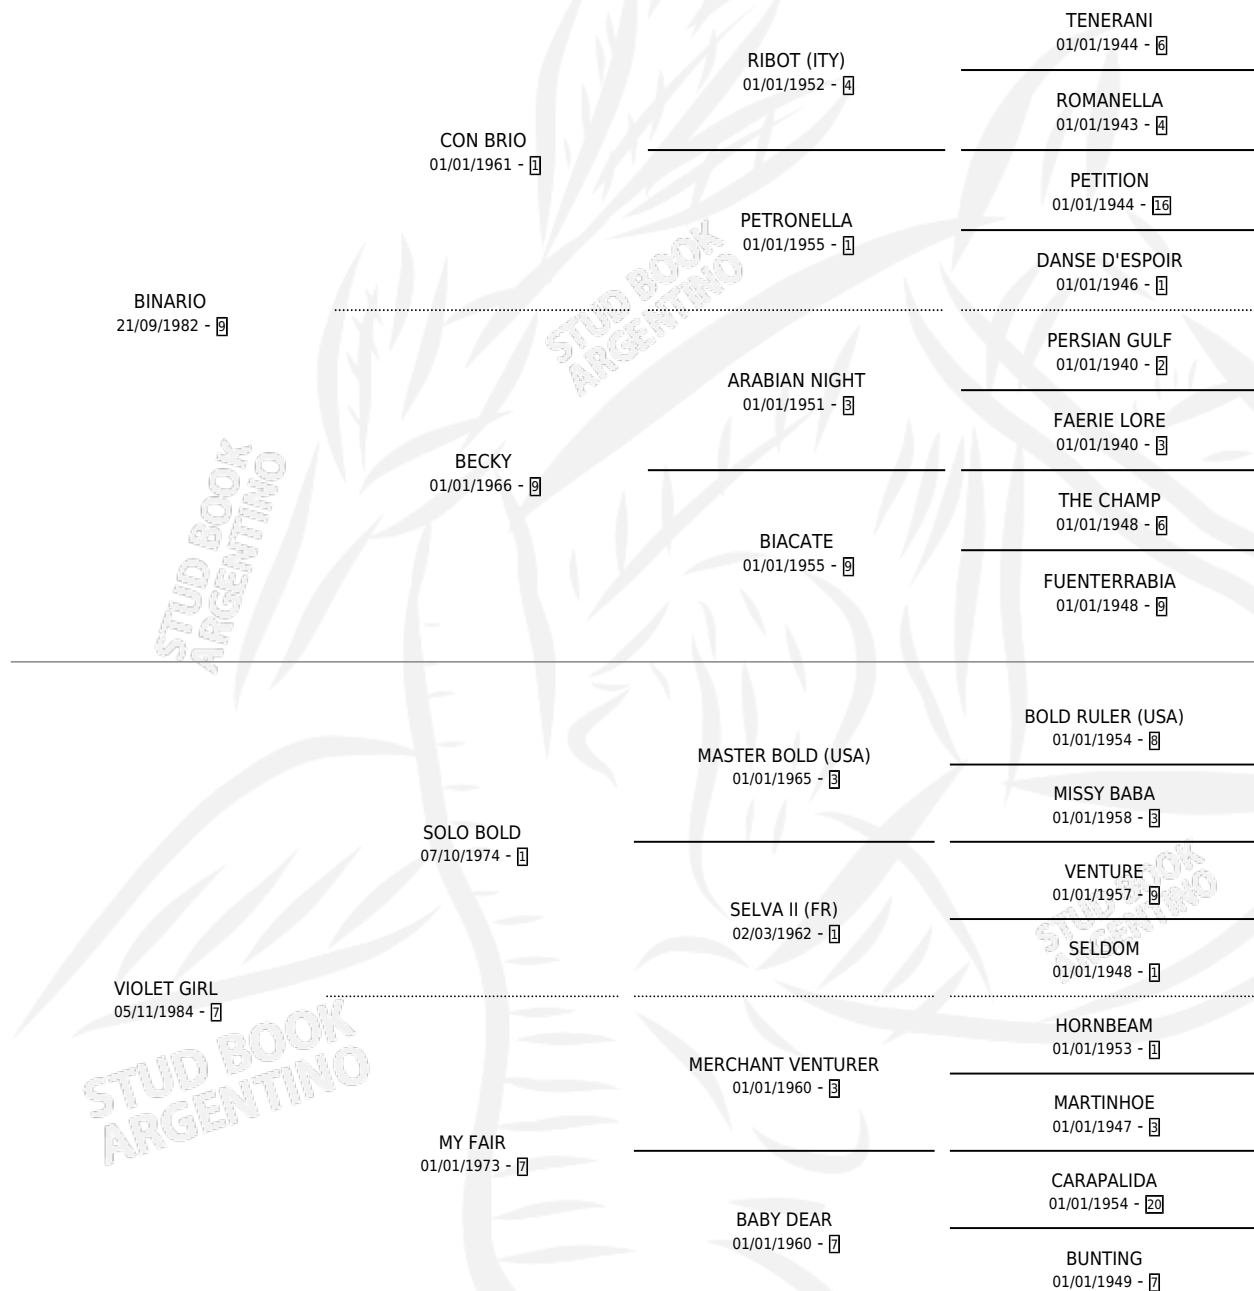 TENERANI
01/01/1944 - 6
RIBOT (ITY)
01/01/1952 - 4
ROMANELLA
01/01/1943 - 4
CON BRIO
01/01/1961 - 1
PETITION
01/01/1944 - 16
PETRONELLA
01/01/1955 - 1
DANSE D'ESPOIR
01/01/1946 - 1
BINARIO
21/09/1982 - 9
PERSIAN GULF
01/01/1940 - 2
ARABIAN NIGHT
01/01/1951 - 3
FAERIE LORE
01/01/1940 - 3
BECKY
01/01/1966 - 9
THE CHAMP
01/01/1948 - 6
BIACATE
01/01/1955 - 9
FUENTERRABIA
01/01/1948 - 9
STUD BOOK
ARGENTINO
STUD BOOK
ARGENTINO
BOLD RULER (USA)
01/01/1954 - 8
MASTER BOLD (USA)
01/01/1965 - 3
MISSY BABA
01/01/1958 - 3
SOLO BOLD
07/10/1974 - 1
VENTURE
01/01/1957 - 9
SELVA II (FR)
02/03/1962 - 1
SELDOM
01/01/1948 - 1
STUD BOOK
ARGENTINO
VIOLET GIRL
05/11/1984 - 7
HORNBEAM
01/01/1953 - 1
MERCHANT VENTURER
01/01/1960 - 3
MARTINHOE
01/01/1947 - 3
STUD BOOK
ARGENTINO
MY FAIR
01/01/1973 - 7
CARAPALIDA
01/01/1954 - 20
BABY DEAR
01/01/1960 - 7
BUNTING
01/01/1949 - 7